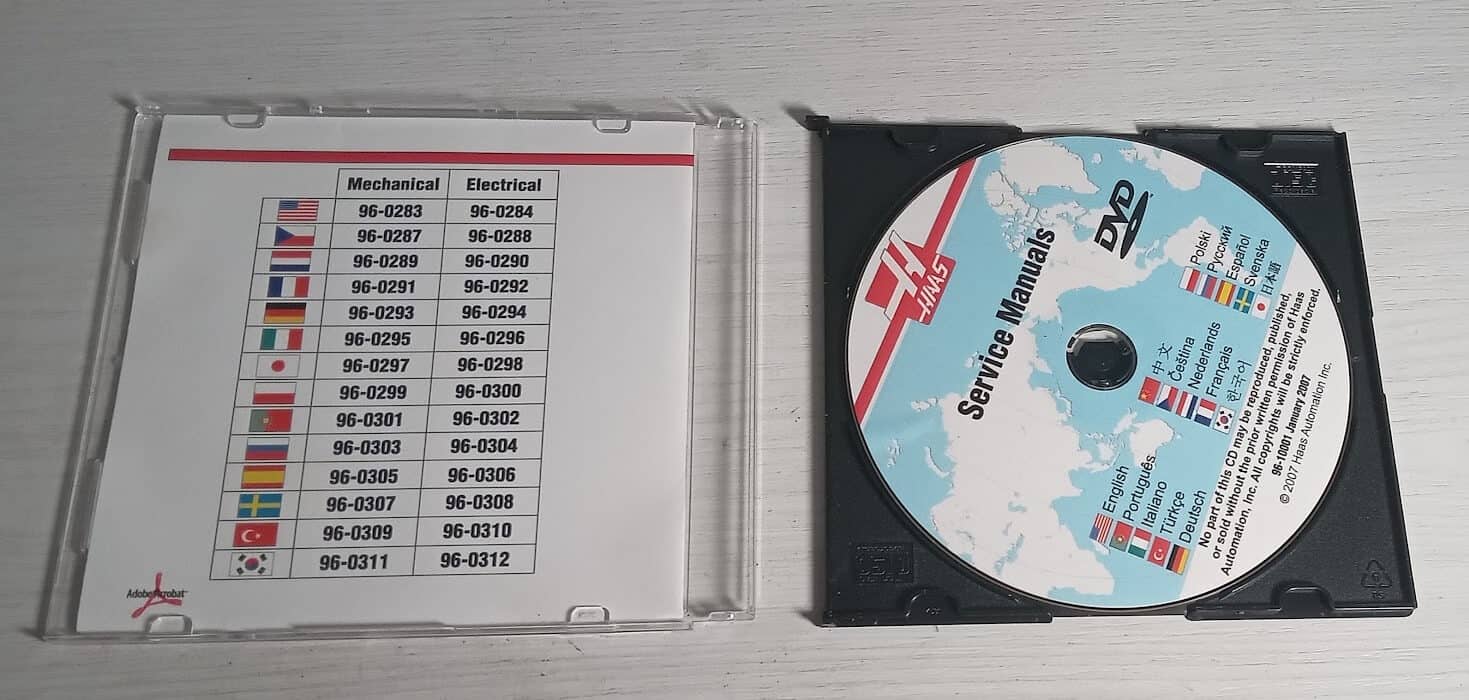 Mechanical Electrical
96-0283 96-0284
96-0287 96-0288
96-0289 96-0290
96-0291 96-0292
96-0293 96-0294
96-0295 96-0296
96-0297 96-0298
96-0299 96-0300
96-0301 96-0302
96-0303 96-0304
96-0305 96-0306
96-0307 96-0308
96-0309 96-0310
96-0311 96-0312
Adobe Acrobat
HAAS
Service Manuals
DVD
English
Português
Italiano
Türkçe
Deutsch
中文
Čeština
Nederlands
Français
한국어
Polski
Русский
Español
Svenska
日本語
No part of this CD may be reproduced, published,
or sold without the prior written permission of Haas
Automation, Inc. All copyrights will be strictly enforced.
96-10001 January 2007
© 2007 Haas Automation Inc.